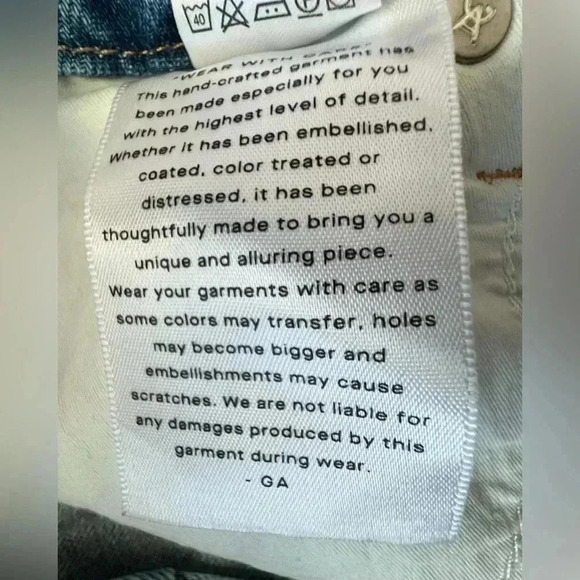 40
"WEAR WITH CARE"
This hand-crafted garment has
been made especially for you
with the highest level of detail.
Whether it has been embellished,
coated, color treated or
distressed, it has been
thoughtfully made to bring you a
unique and alluring piece.
Wear your garments with care as
some colors may transfer, holes
may become bigger and
embellishments may cause
scratches. We are not liable for
any damages produced by this
garment during wear.
- GA